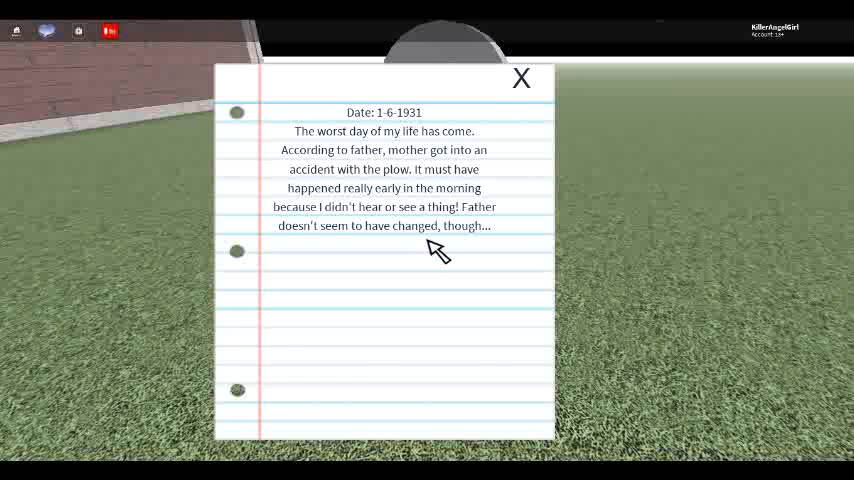 KillerAngelGirl
Account: 13+
X
Date: 1-6-1931
The worst day of my life has come.
According to father, mother got into an
accident with the plow. It must have
happened really early in the morning
because I didn't hear or see a thing! Father
doesn't seem to have changed, though...